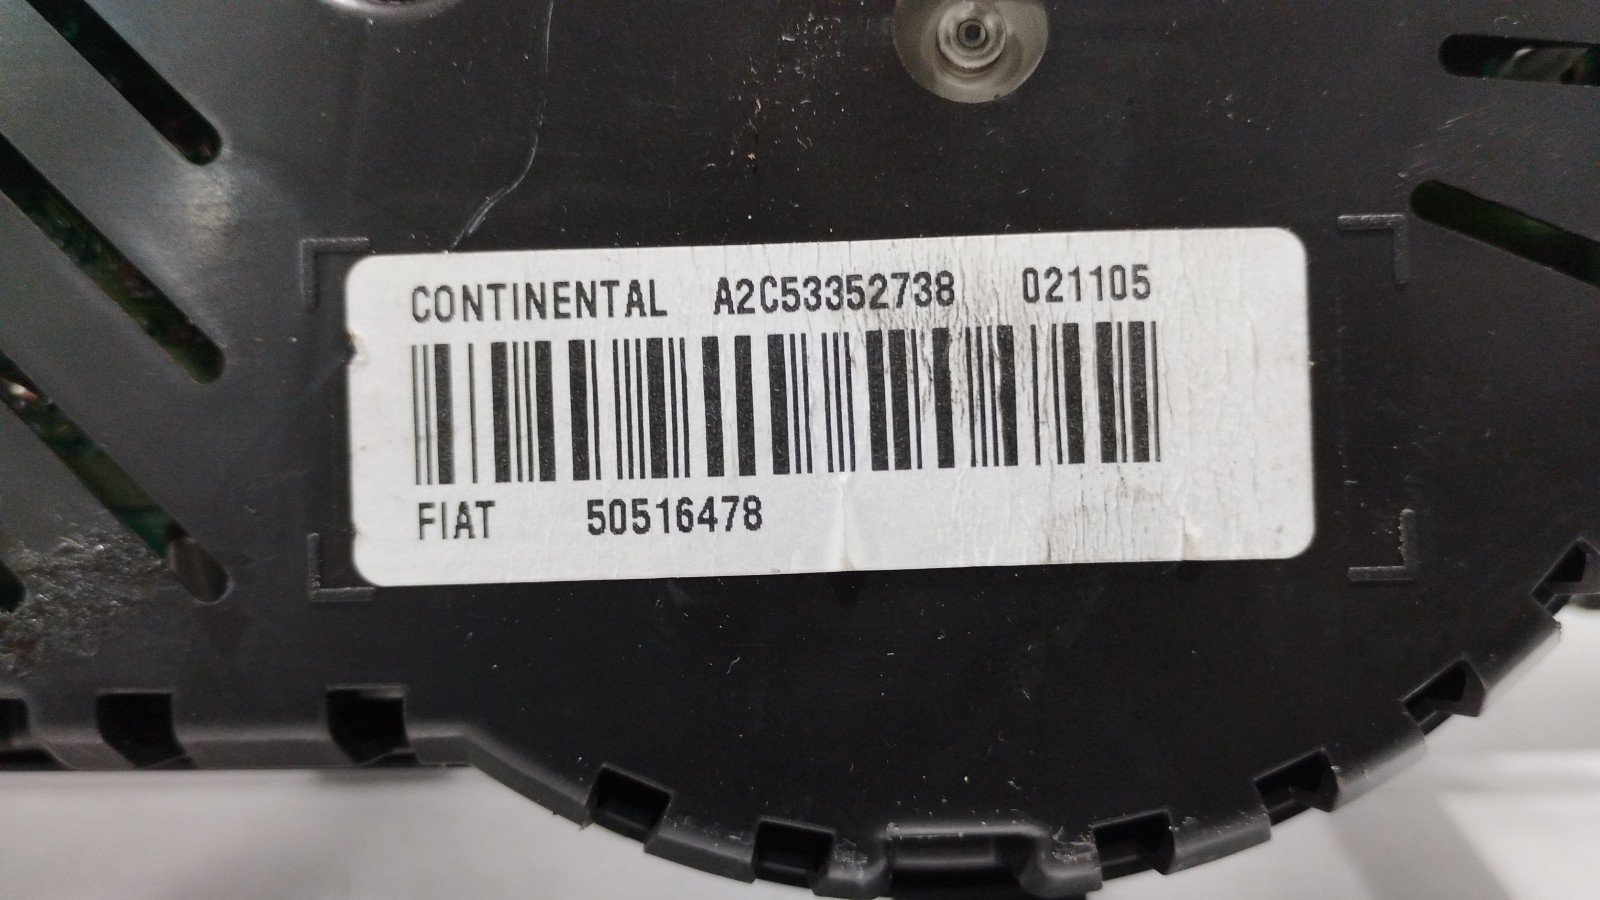 CONTINENTAL A2C53352738 021105
FIAT 50516478